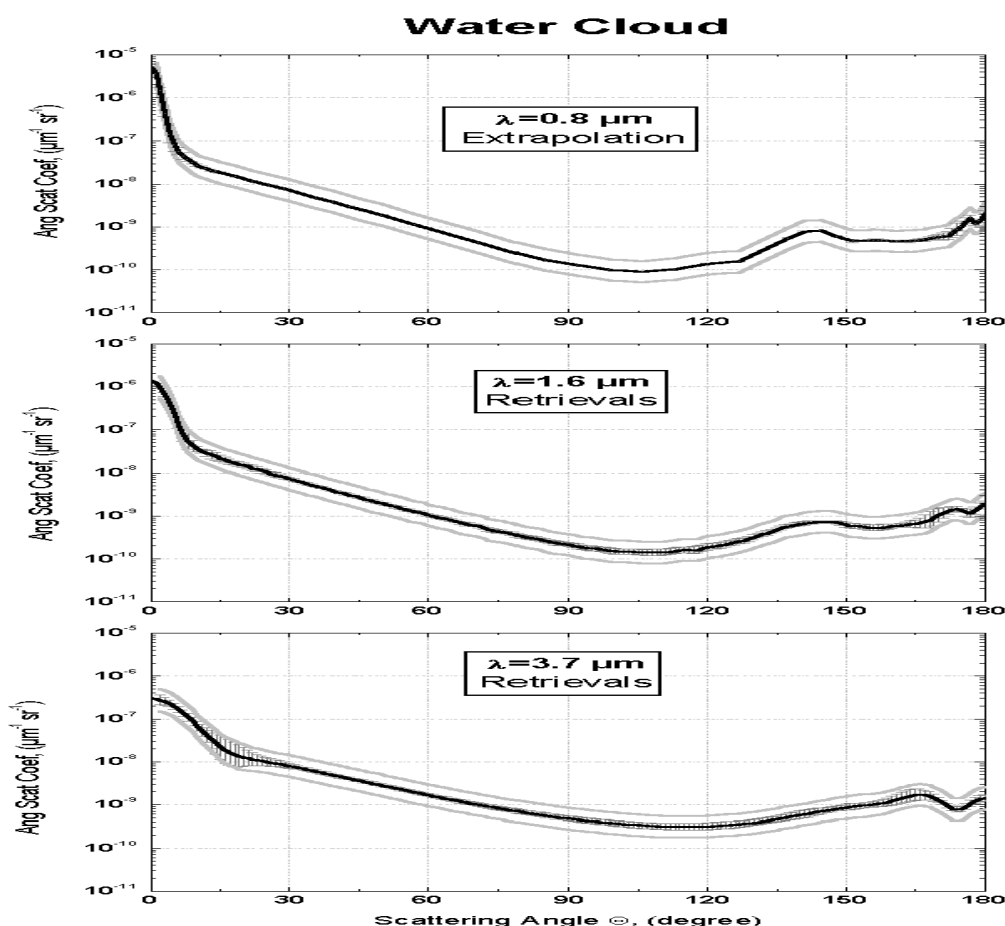 Water Cloud
Ang Scat Coef, (µm⁻¹ sr⁻¹)
10⁻⁵
10⁻⁶
10⁻⁷
10⁻⁸
10⁻⁹
10⁻¹⁰
10⁻¹¹
λ=0.8 µm
Extrapolation
0 30 60 90 120 150 180
Ang Scat Coef, (µm⁻¹ sr⁻¹)
10⁻⁵
10⁻⁶
10⁻⁷
10⁻⁸
10⁻⁹
10⁻¹⁰
10⁻¹¹
λ=1.6 µm
Retrievals
0 30 60 90 120 150 180
Ang Scat Coef, (µm⁻¹ sr⁻¹)
10⁻⁵
10⁻⁶
10⁻⁷
10⁻⁸
10⁻⁹
10⁻¹⁰
10⁻¹¹
λ=3.7 µm
Retrievals
0 30 60 90 120 150 180
Scattering Angle Θ, (degree)